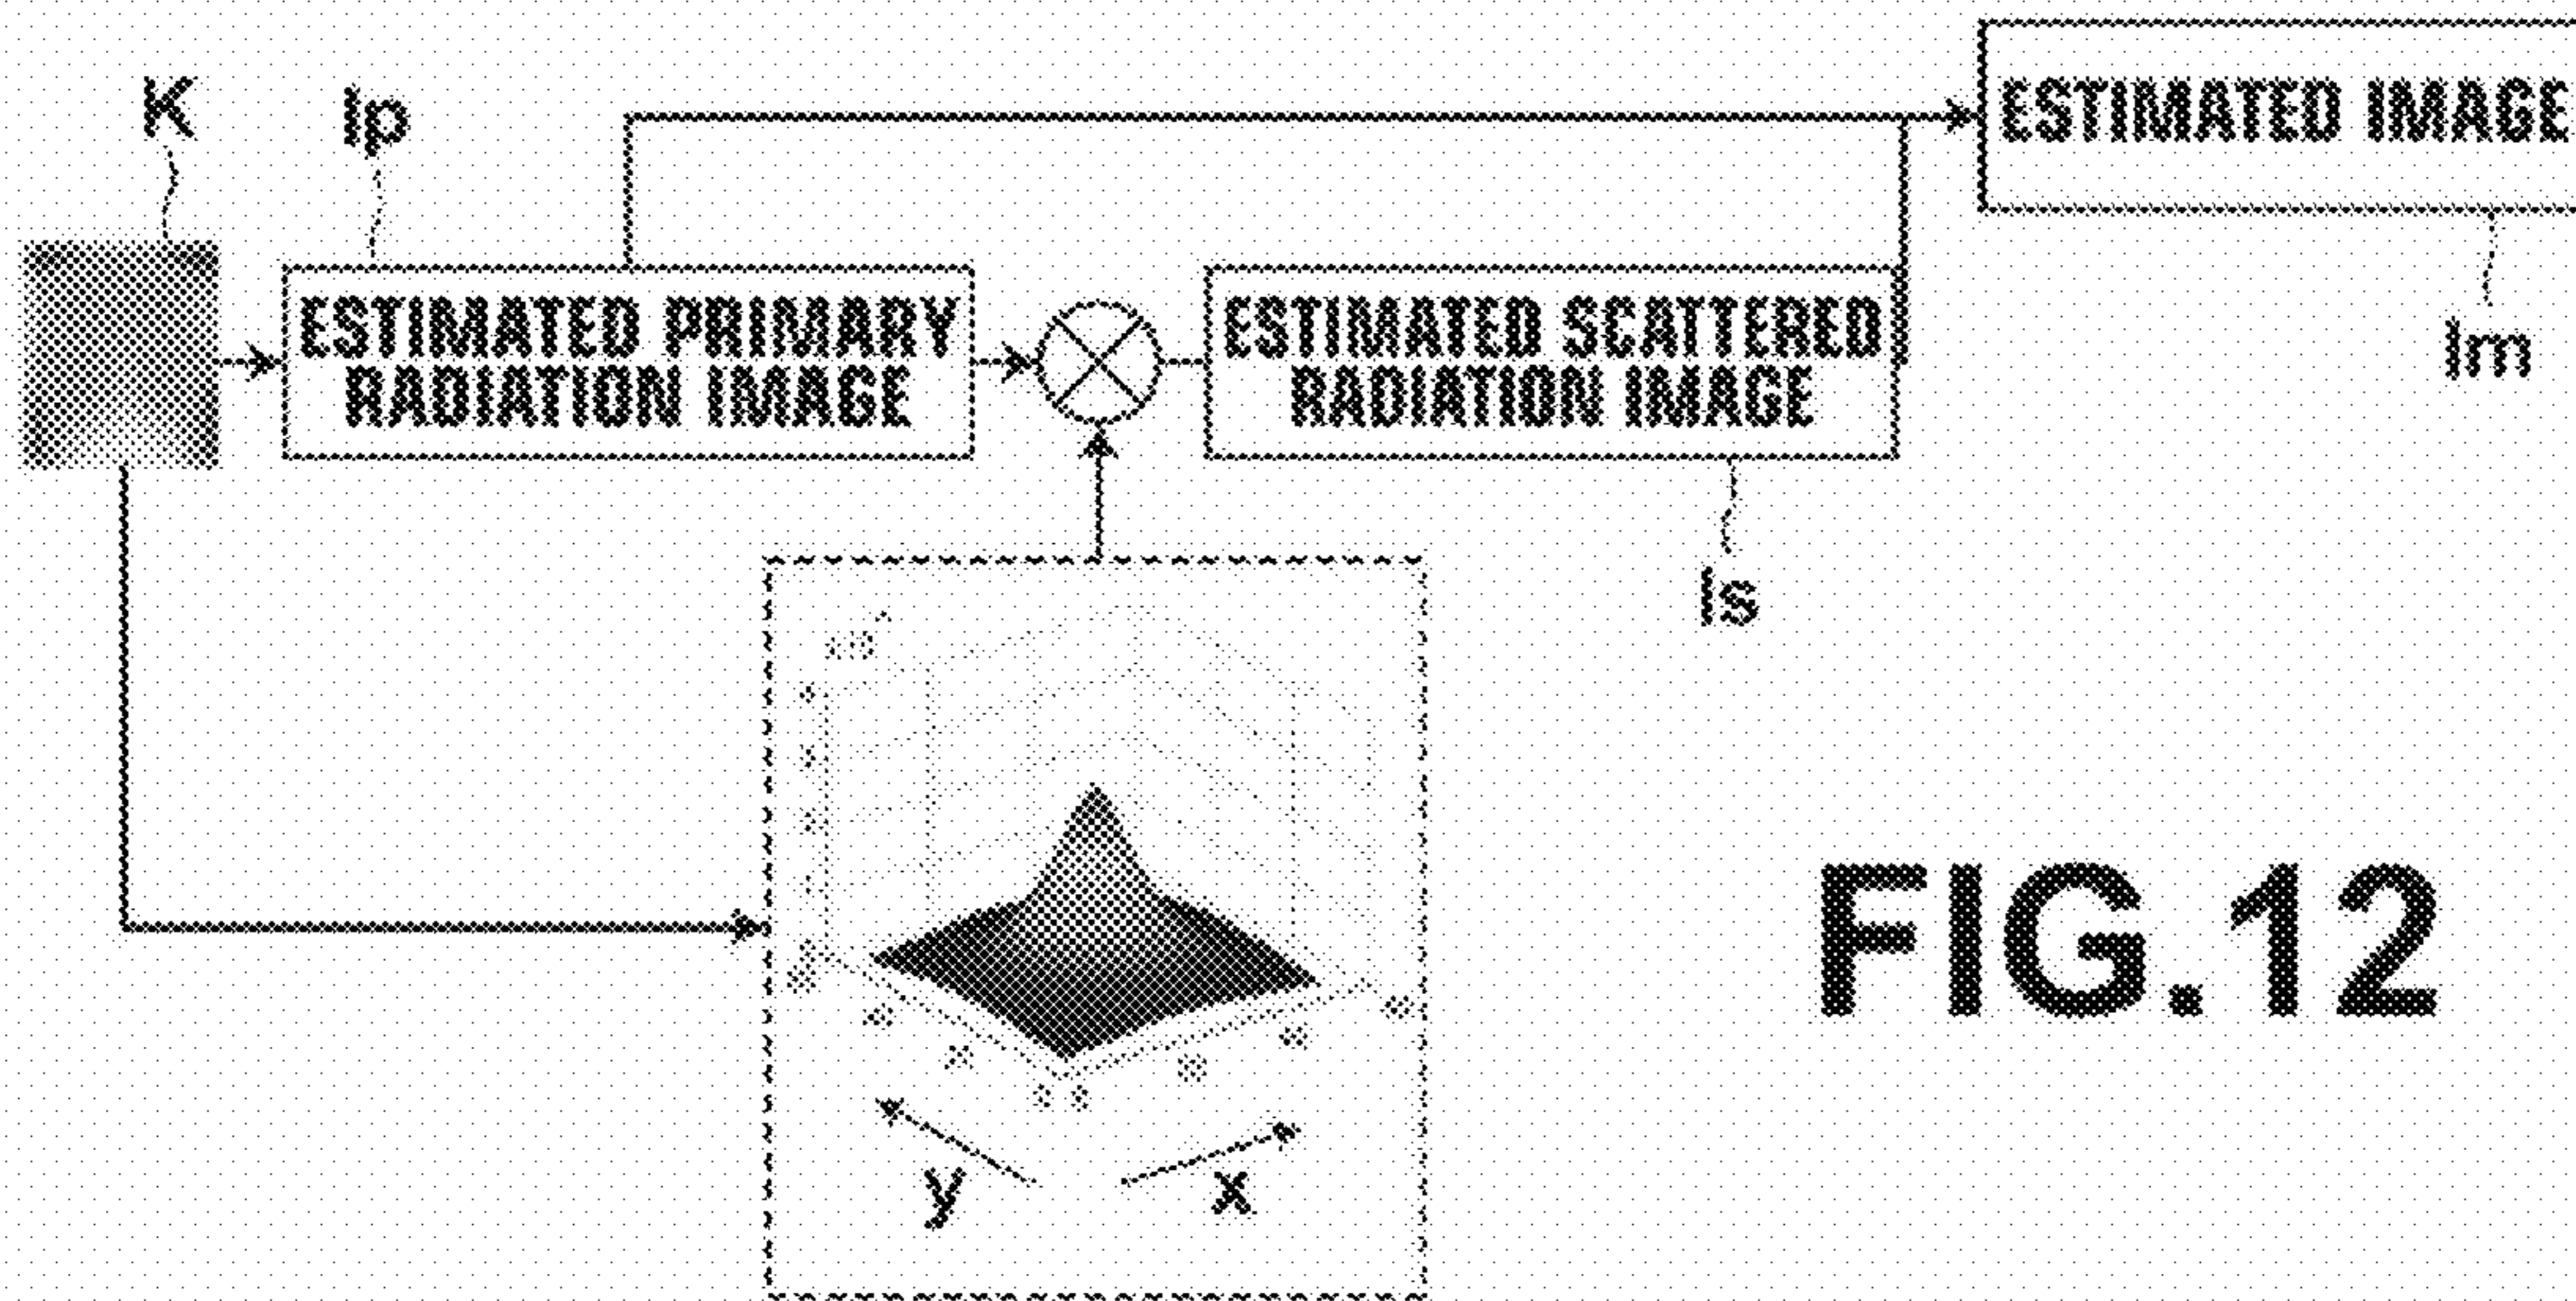 K
Ip
ESTIMATED IMAGE
ESTIMATED PRIMARY
RADIATION IMAGE
ESTIMATED SCATTERED
RADIATION IMAGE
Im
Is
FIG.12
y
x